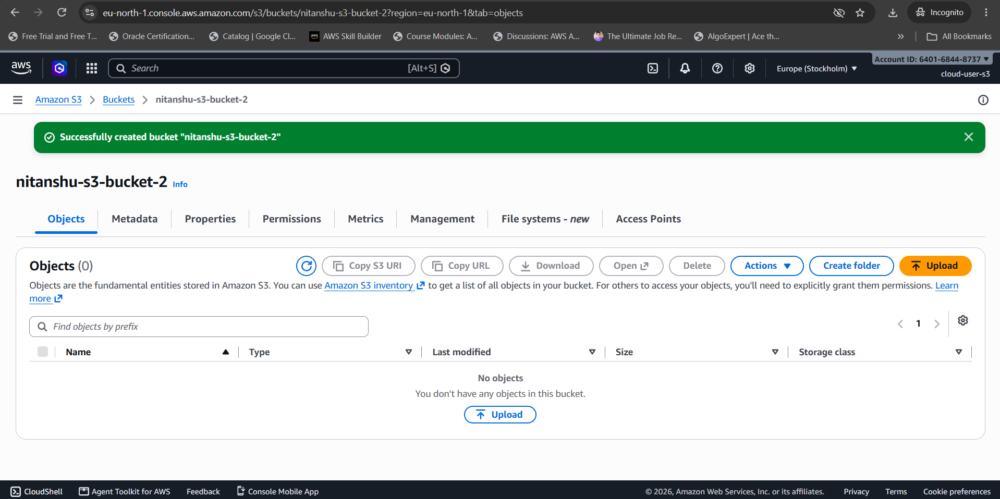 eu-north-1.console.aws.amazon.com/s3/buckets/nitanshu-s3-bucket-2?region=eu-north-1&tab=objects
Incognito
Free Trial and Free T...
Oracle Certification...
Catalog | Google Cl...
aws
AWS Skill Builder
Course Modules: A...
Discussions: AWS A...
The Ultimate Job Re...
AlgoExpert | Ace th...
All Bookmarks
aws
Search
[Alt+S]
Europe (Stockholm)
Account ID: 6401-6844-8737
cloud-user-s3
Amazon S3
Buckets
nitanshu-s3-bucket-2
Successfully created bucket "nitanshu-s3-bucket-2"
nitanshu-s3-bucket-2 Info
Objects
Metadata
Properties
Permissions
Metrics
Management
File systems - new
Access Points
Objects (0)
Copy S3 URI
Copy URL
Download
Open
Delete
Actions
Create folder
Upload
Objects are the fundamental entities stored in Amazon S3. You can use Amazon S3 inventory to get a list of all objects in your bucket. For others to access your objects, you'll need to explicitly grant them permissions. Learn
more
Find objects by prefix
1
Name
Type
Last modified
Size
Storage class
No objects
You don't have any objects in this bucket.
Upload
CloudShell
Agent Toolkit for AWS
Feedback
Console Mobile App
© 2026, Amazon Web Services, Inc. or its affiliates.
Privacy
Terms
Cookie preferences